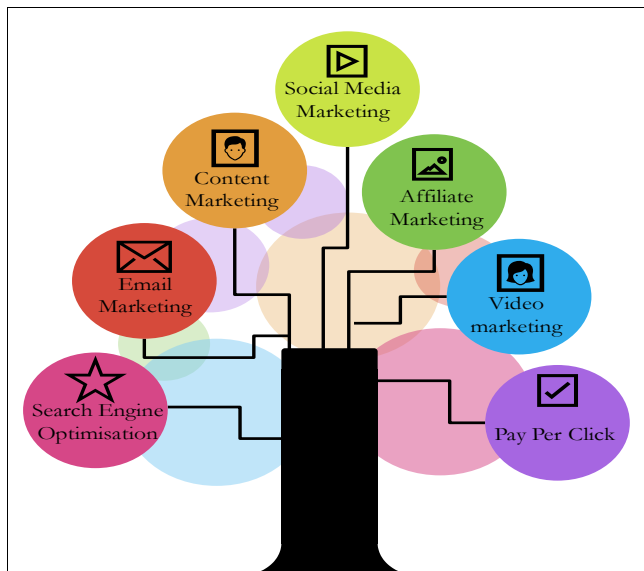 Social Media
Marketing
Content
Marketing
Affiliate
Marketing
Email
Marketing
Video
marketing
Search Engine
Optimisation
Pay Per Click